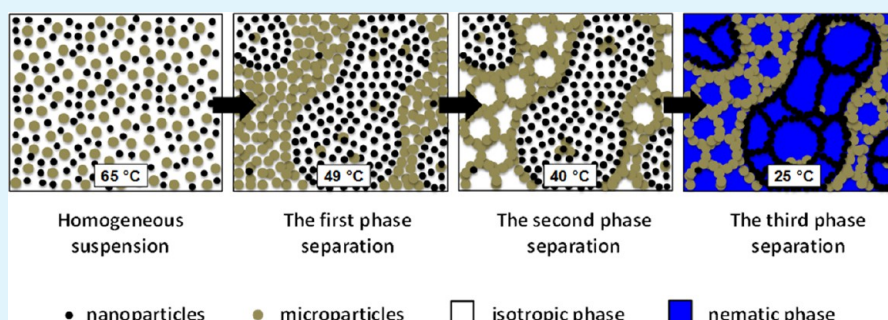 65 °C
49 °C
40 °C
25 °C
Homogeneous
suspension
The first phase
separation
The second phase
separation
The third phase
separation
nanoparticles
microparticles
isotropic phase
nematic phase